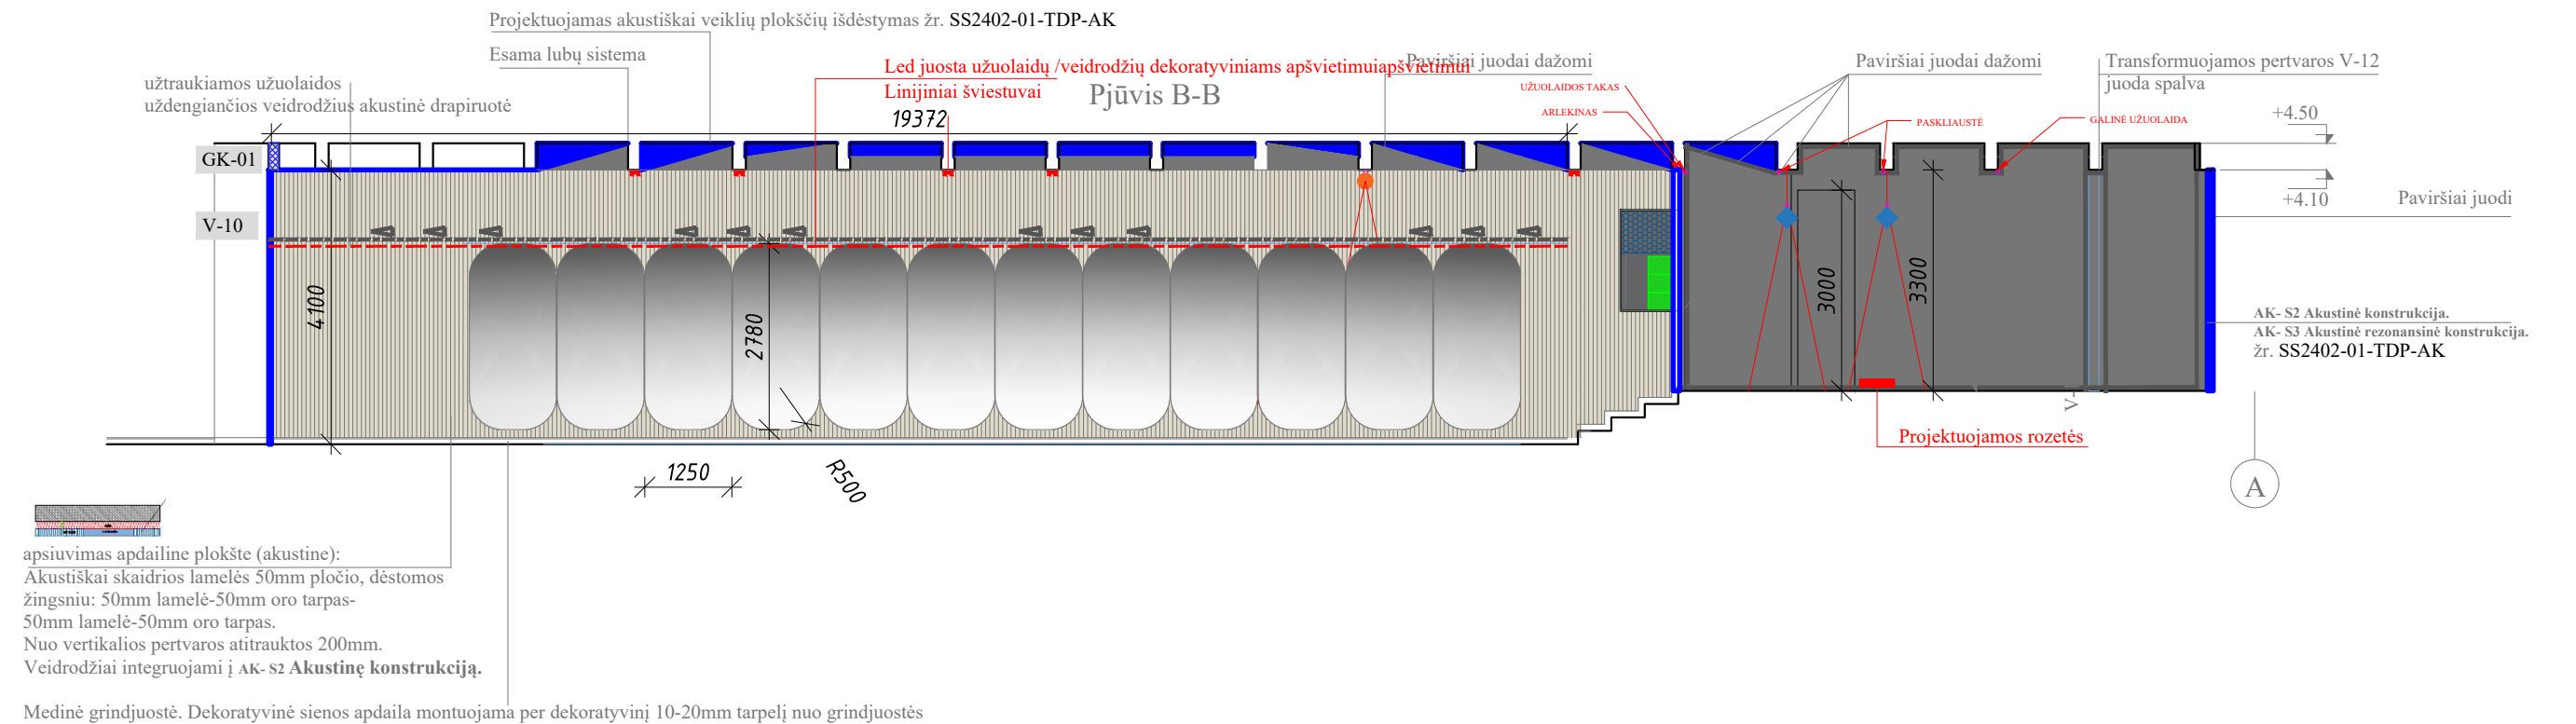 Projektuojamas akustiškai veiklių plokščių išdėstymas žr. SS2402-01-TDP-AK
Esama lubų sistema
užtraukiamos užuolaidos
uždengiančios veidrodžius akustinė drapiruotė
Led juosta užuolaidų /veidrodžių dekoratyviniams apšvietimuiapšvietimui
Linijiniai šviestuvai
Paviršiai juodai dažomi
Pjūvis B-B
UŽUOLAIDOS TAKAS
ARLEKINAS
Paviršiai juodai dažomi
Transformuojamos pertvaros V-12
juoda spalva
PASKLIAUSTĖ
GALINĖ UŽUOLAIDA
+4.50
+4.10
Paviršiai juodi
19372
GK-01
V-10
4100
2780
3000
3300
1250
R500
V-
AK- S2 Akustinė konstrukcija.
AK- S3 Akustinė rezonansinė konstrukcija.
žr. SS2402-01-TDP-AK
Projektuojamos rozetės
A
apsiuvimas apdailine plokšte (akustine):
Akustiškai skaidrios lamelės 50mm pločio, dėstomos
žingsniu: 50mm lamelė-50mm oro tarpas-
50mm lamelė-50mm oro tarpas.
Nuo vertikalios pertvaros atitrauktos 200mm.
Veidrodžiai integruojami į AK- S2 Akustinę konstrukciją.
Medinė grindjuostė. Dekoratyvinė sienos apdaila montuojama per dekoratyvinį 10-20mm tarpelį nuo grindjuostės